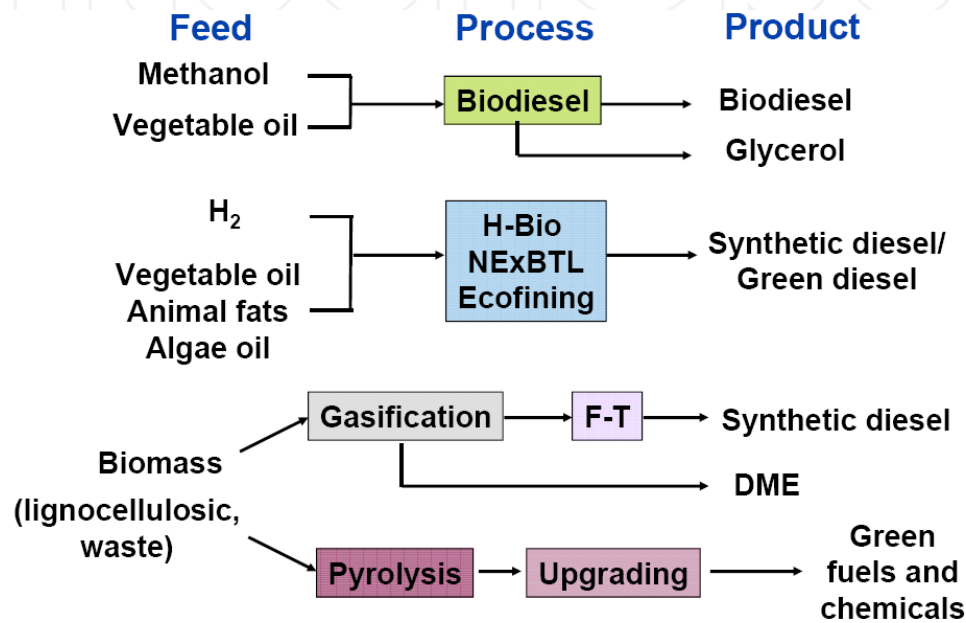 Feed Process Product
Methanol
Vegetable oil
Biodiesel
Biodiesel
Glycerol
H₂
Vegetable oil
Animal fats
Algae oil
H-Bio
NExBTL
Ecofining
Synthetic diesel/
Green diesel
Biomass
(lignocellulosic,
waste)
Gasification
F-T
Synthetic diesel
DME
Pyrolysis
Upgrading
Green
fuels and
chemicals